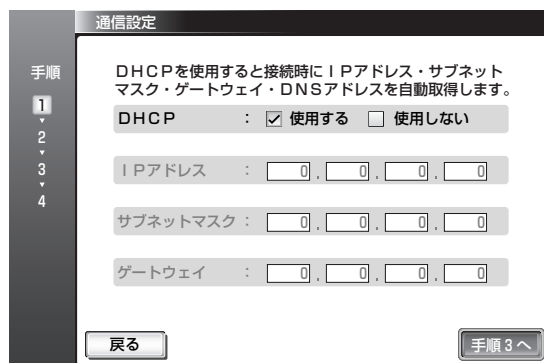 通信設定
手順
1
2
3
4
DHCPを使用すると接続時にIPアドレス・サブネット
マスク・ゲートウェイ・DNSアドレスを自動取得します。
DHCP : ☑ 使用する ☐ 使用しない
IPアドレス : 0 . 0 . 0 . 0
サブネットマスク : 0 . 0 . 0 . 0
ゲートウェイ : 0 . 0 . 0 . 0
戻る
手順3へ